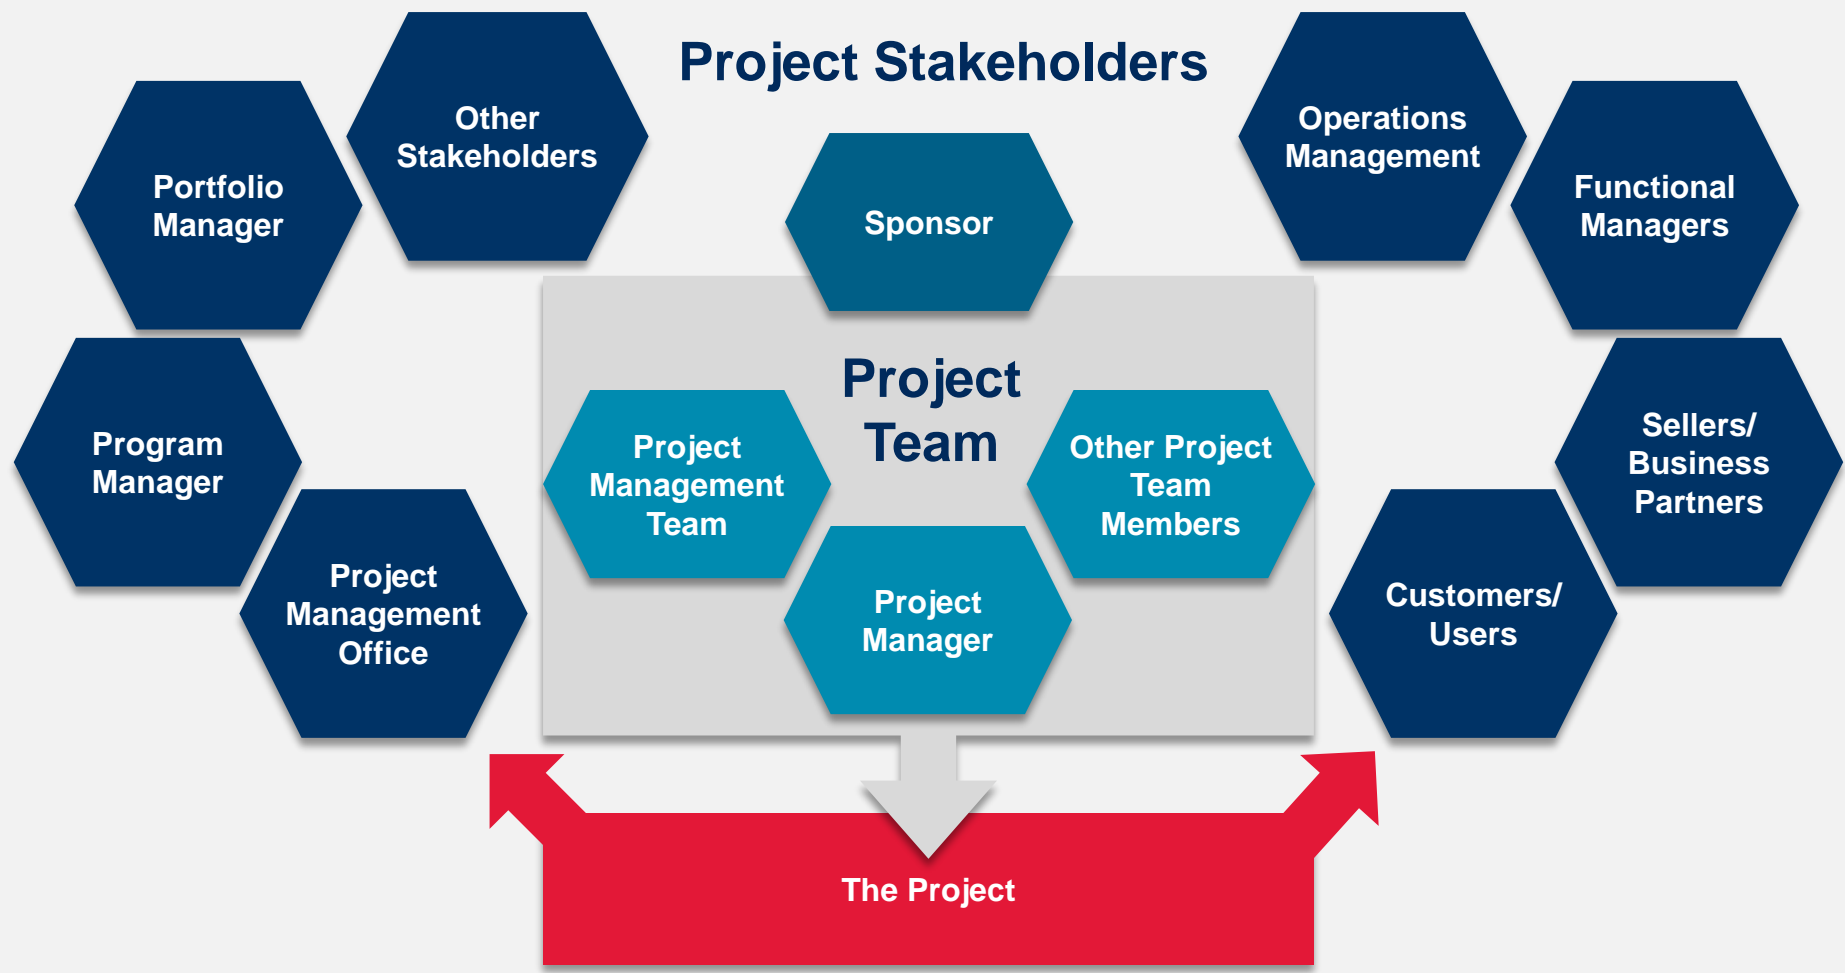 Project Stakeholders
Other
Stakeholders
Operations
Management
Portfolio
Manager
Sponsor
Functional
Managers
Project
Team
Program
Manager
Project
Management
Team
Other Project
Team
Members
Sellers/
Business
Partners
Project
Management
Office
Project
Manager
Customers/
Users
The Project